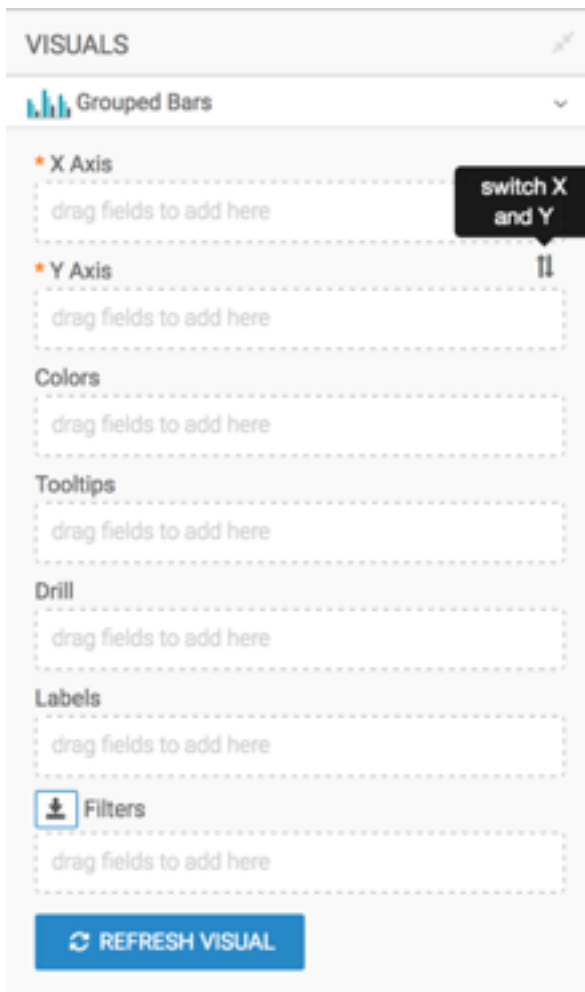 VISUALS
Grouped Bars
* X Axis
drag fields to add here
switch X
and Y
* Y Axis
drag fields to add here
Colors
drag fields to add here
Tooltips
drag fields to add here
Drill
drag fields to add here
Labels
drag fields to add here
Filters
drag fields to add here
REFRESH VISUAL